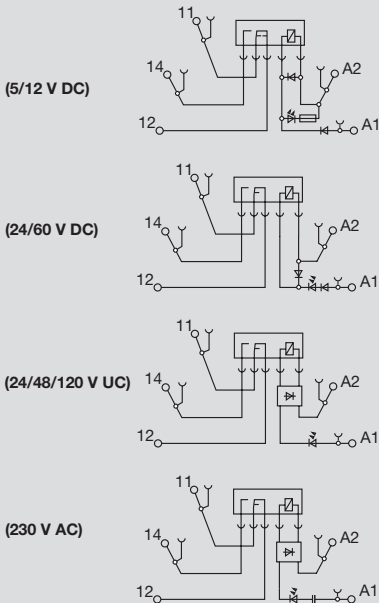 11
14
A2
(5/12 V DC)
12
A1
11
14
A2
(24/60 V DC)
12
A1
11
(24/48/120 V UC)
14
A2
12
A1
11
(230 V AC)
14
A2
12
A1